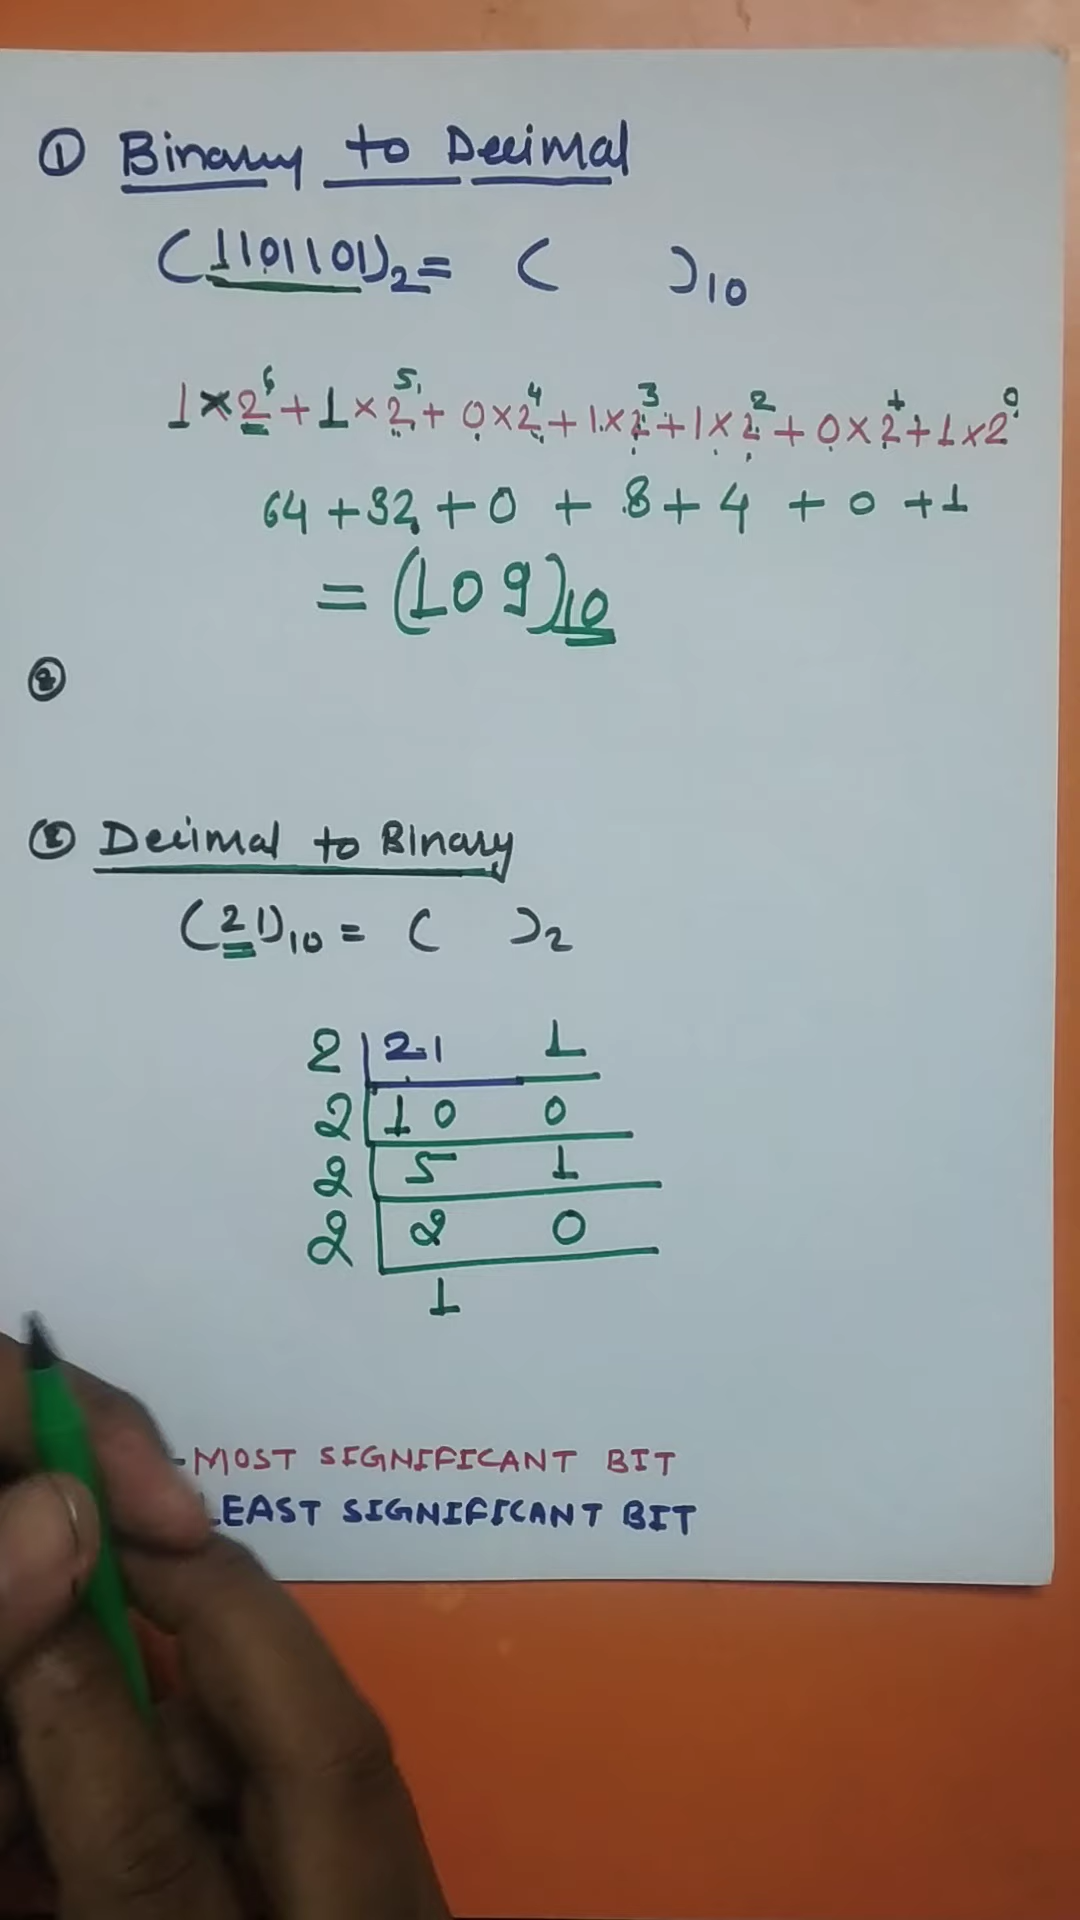 ① Binary to Decimal
(1101101)₂ = ( )₁₀
1×2⁶ + 1×2⁵ + 0×2⁴ + 1×2³ + 1×2² + 0×2¹ + 1×2⁰
64 + 32 + 0 + 8 + 4 + 0 + 1
= (109)₁₀
②
② Decimal to Binary
(21)₁₀ = ( )₂
2 | 21 1
2 | 10 0
2 | 5 1
2 | 2 0
1
MOST SIGNIFICANT BIT
LEAST SIGNIFICANT BIT